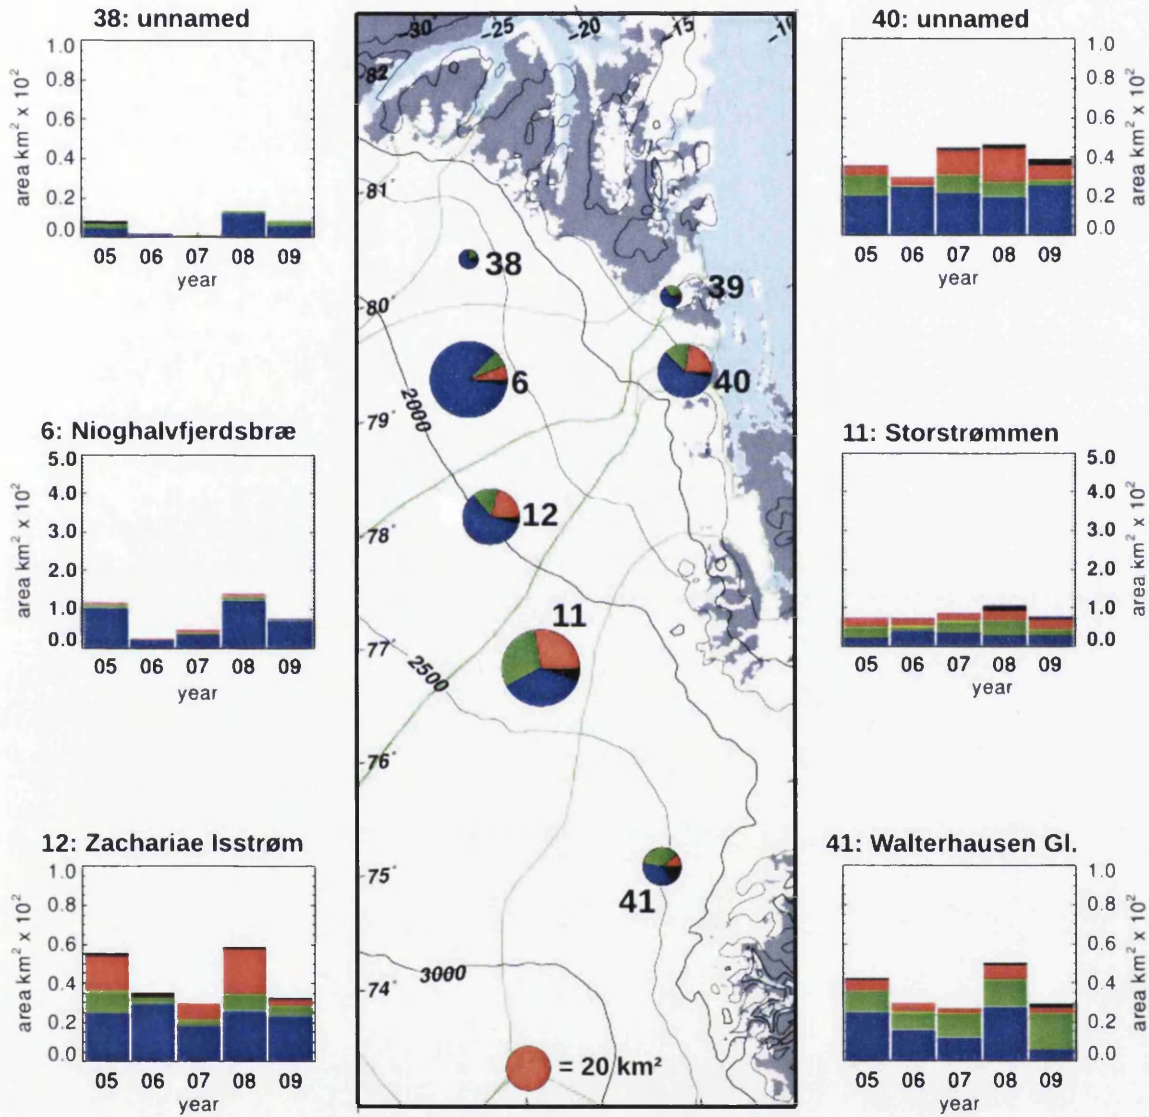 38: unnamed
area km² x 10²
1.0
0.8
0.6
0.4
0.2
0.0
05 06 07 08 09
year
6: Nioghalvfjerdsbræ
area km² x 10²
5.0
4.0
3.0
2.0
1.0
0.0
05 06 07 08 09
year
12: Zachariae Isstrøm
area km² x 10²
1.0
0.8
0.6
0.4
0.2
0.0
05 06 07 08 09
year
-30 -25 -20 -15
82
81
80°
79°
78°
77°
76°
75°
74°
2000
2500
3000
38
39
6
40
12
11
41
= 20 km²
40: unnamed
area km² x 10²
1.0
0.8
0.6
0.4
0.2
0.0
05 06 07 08 09
year
11: Storstrømmen
area km² x 10²
5.0
4.0
3.0
2.0
1.0
0.0
05 06 07 08 09
year
41: Walterhausen Gl.
area km² x 10²
1.0
0.8
0.6
0.4
0.2
0.0
05 06 07 08 09
year